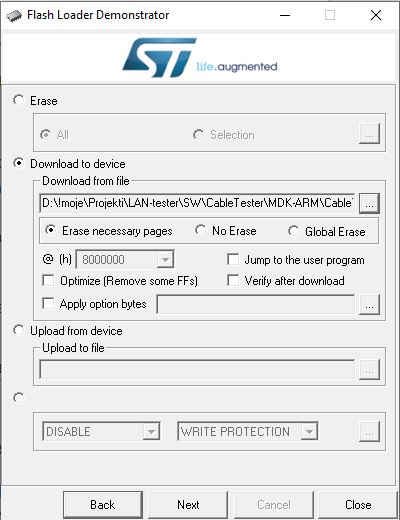 Flash Loader Demonstrator
ST life.augmented
Erase
All Selection ...
Download to device
Download from file
D:\!moje\Projekti\LAN-tester\SW\CableTester\MDK-ARM\Cable ...
Erase necessary pages No Erase Global Erase
@ (h) 8000000 Jump to the user program
Optimize (Remove some FFs) Verify after download
Apply option bytes ...
Upload from device
Upload to file
...
DISABLE WRITE PROTECTION ...
Back Next Cancel Close